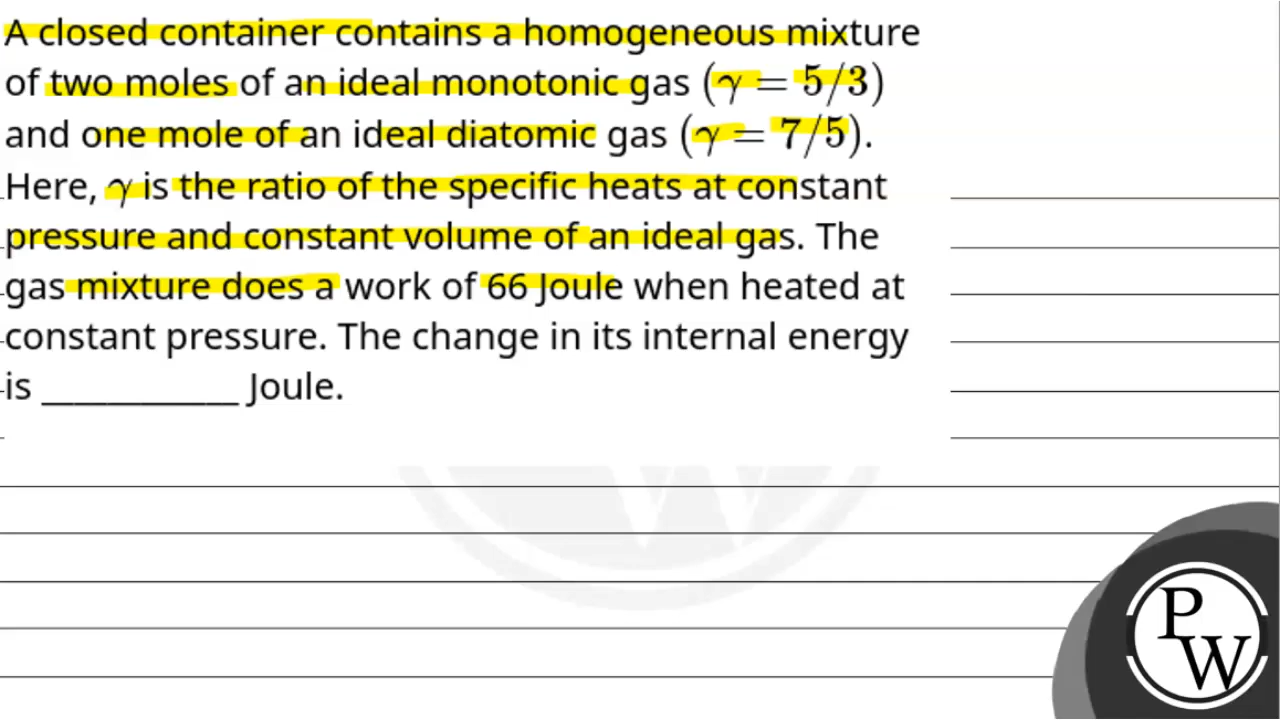 A closed container contains a homogeneous mixture
of two moles of an ideal monotonic gas (γ = 5/3)
and one mole of an ideal diatomic gas (γ = 7/5).
Here, γ is the ratio of the specific heats at constant
pressure and constant volume of an ideal gas. The
gas mixture does a work of 66 Joule when heated at
constant pressure. The change in its internal energy
is ___________ Joule.
PW